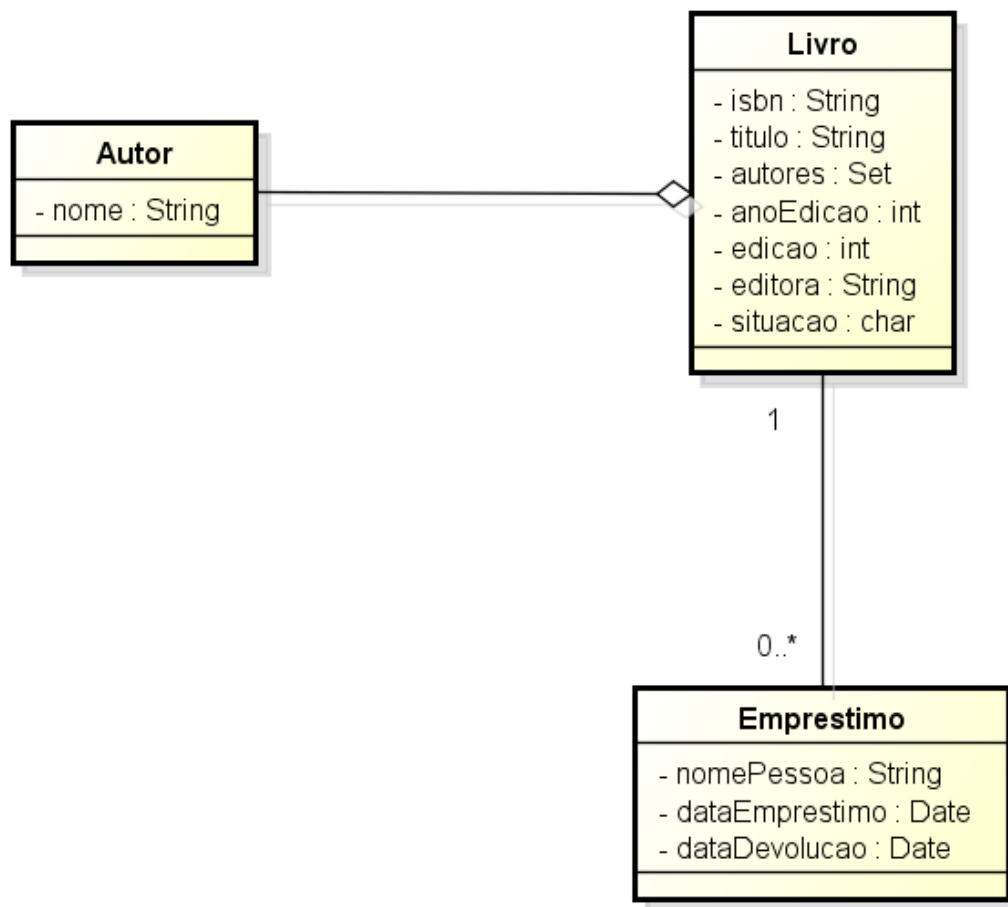 Livro
- isbn : String
- titulo : String
- autores : Set
- anoEdicao : int
- edicao : int
- editora : String
- situacao : char
Autor
- nome : String
1
0..*
Emprestimo
- nomePessoa : String
- dataEmprestimo : Date
- dataDevolucao : Date